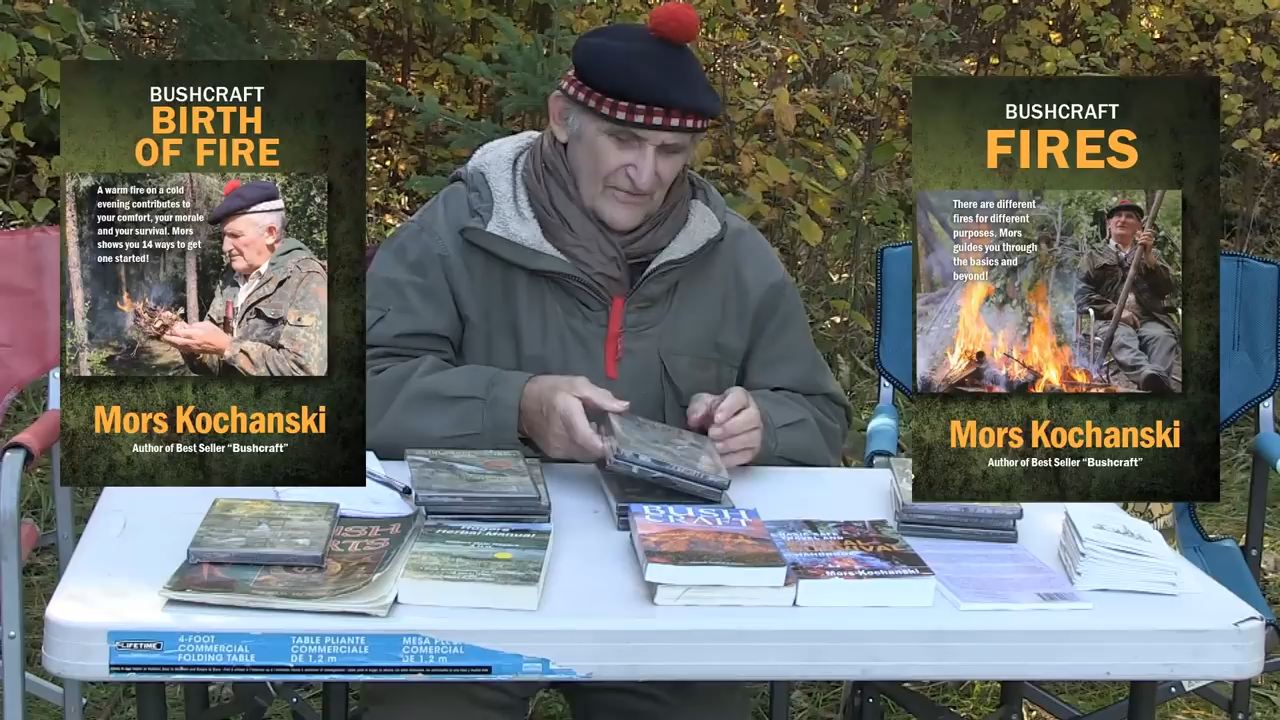 BUSHCRAFT
BIRTH
OF FIRE
A warm fire on a cold
evening contributes to
your comfort, your morale
and your survival. Mors
shows you 14 ways to get
one started!
Mors Kochanski
Author of Best Seller “Bushcraft”
BUSHCRAFT
FIRES
There are different
fires for different
purposes. Mors
guides you through
the basics and
beyond!
Mors Kochanski
Author of Best Seller “Bushcraft”
Herbal Manual
BUSH
CRAFT
Mors Kochanski
LIFETIME
4-FOOT
COMMERCIAL
FOLDING TABLE
TABLE PLIANTE
COMMERCIALE
DE 1,2 m
MESA
COMERCIAL
DE 1,2 m